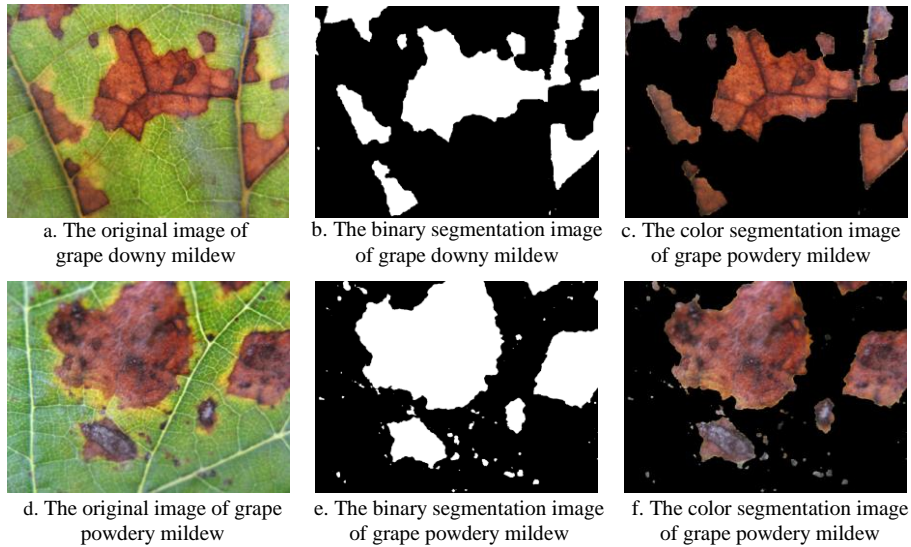 a. The original image of
grape downy mildew
b. The binary segmentation image
of grape downy mildew
c. The color segmentation image
of grape powdery mildew
d. The original image of grape
powdery mildew
e. The binary segmentation image
of grape powdery mildew
f. The color segmentation image
of grape powdery mildew